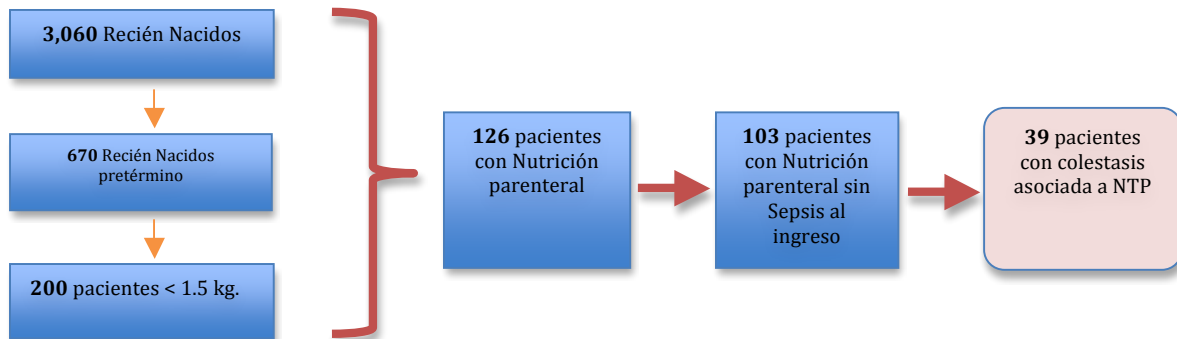 3,060 Recién Nacidos
670 Recién Nacidos
pretérmino
200 pacientes < 1.5 kg.
126 pacientes
con Nutrición
parenteral
103 pacientes
con Nutrición
parenteral sin
Sepsis al
ingreso
39 pacientes
con colestasis
asociada a NTP